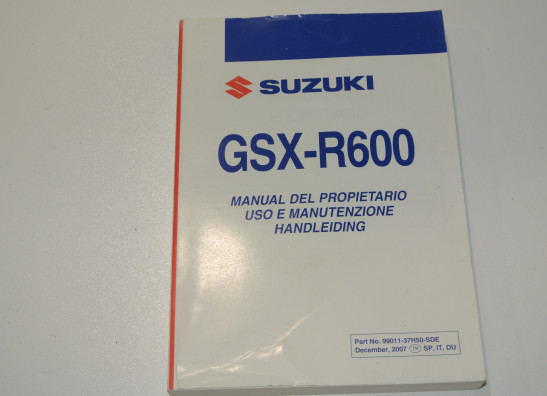 SUZUKI
GSX-R600
MANUAL DEL PROPIETARIO
USO E MANUTENZIONE
HANDLEIDING
Part No. 99011-37H50-SDE
December, 2007 TK SP, IT, DU